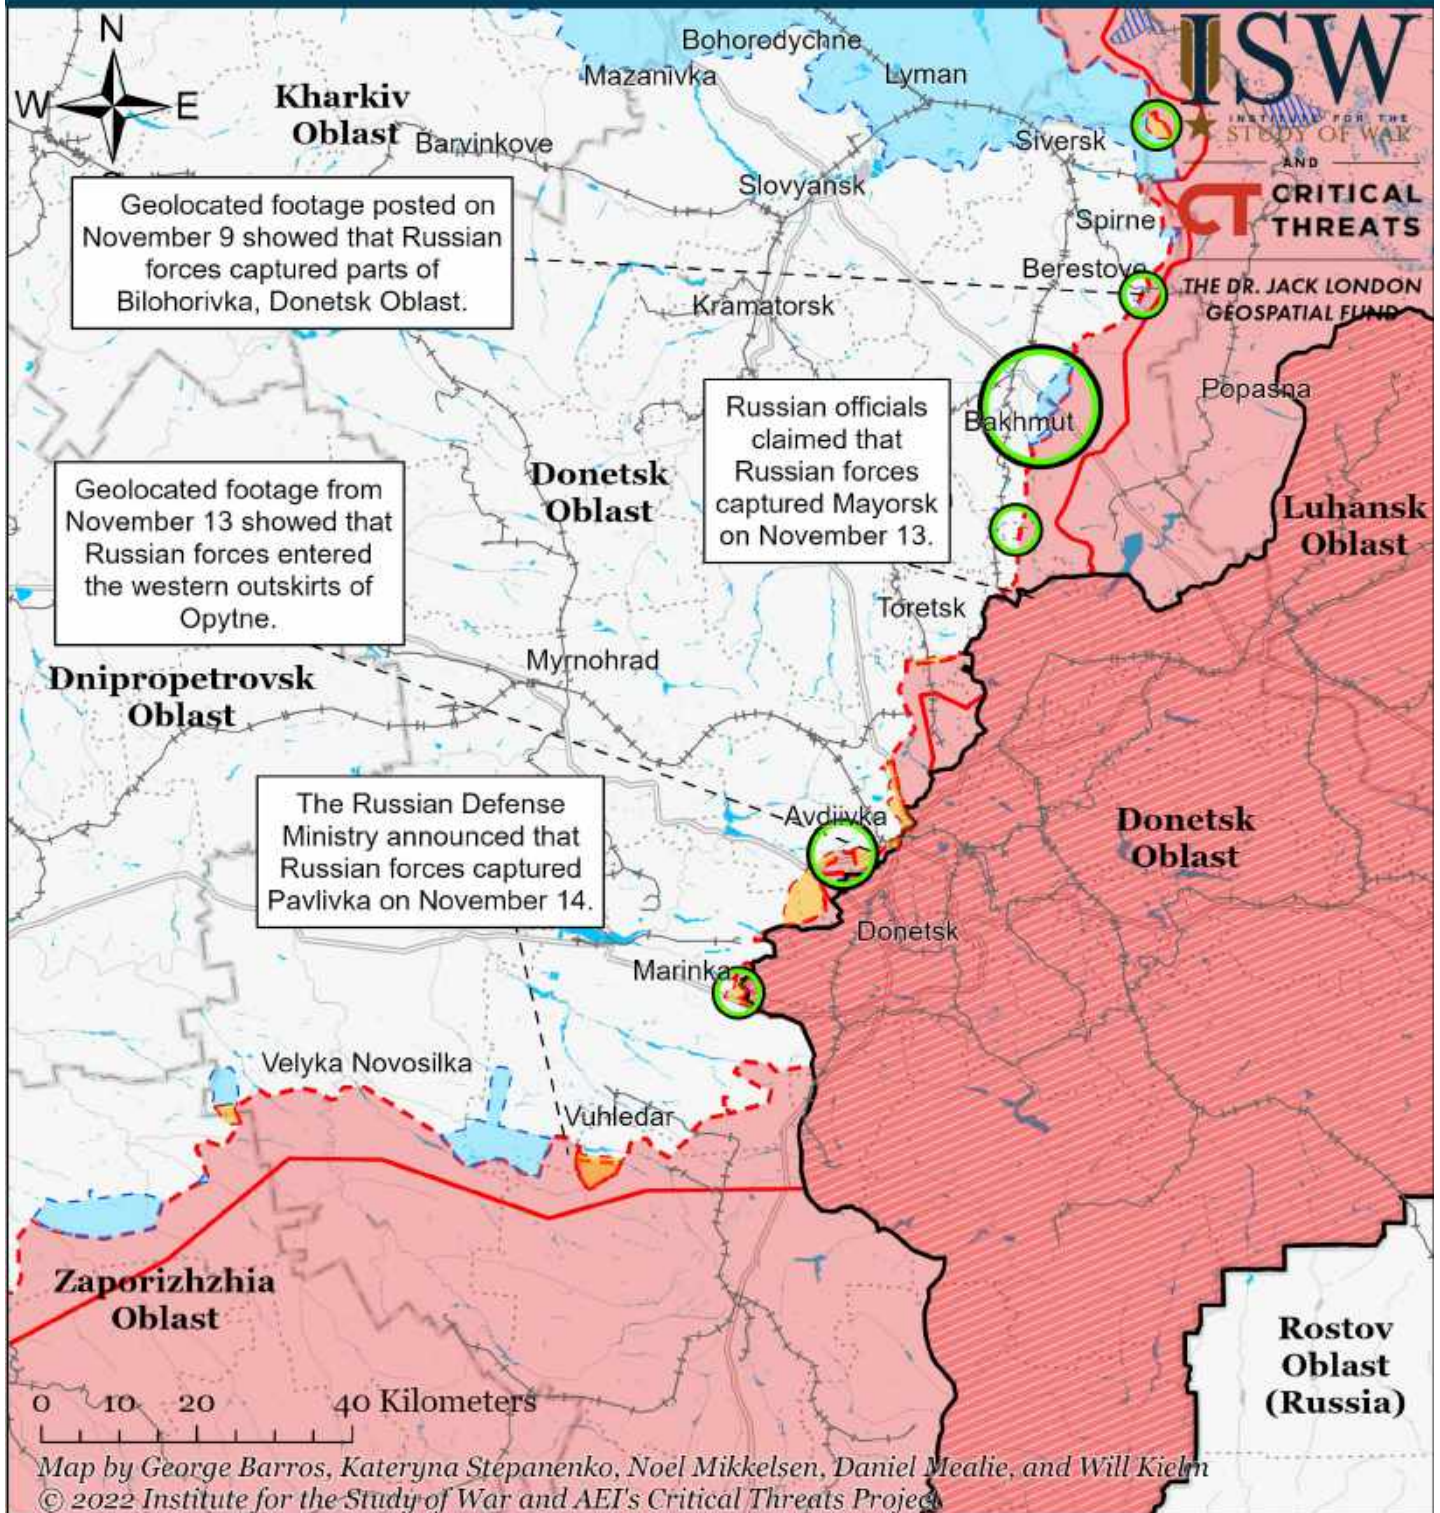 N
W
E
ISW
INSTITUTE FOR THE
STUDY OF WAR
AND
CT CRITICAL
THREATS
THE DR. JACK LONDON
GEOSPATIAL FUND
Bohorodychne
Mazanivka
Lyman
Kharkiv
Oblast
Barvinkove
Siversk
Slovyansk
Geolocated footage posted on
November 9 showed that Russian
forces captured parts of
Bilohorivka, Donetsk Oblast.
Spirne
Berestove
Kramatorsk
Popasna
Russian officials
claimed that
Russian forces
captured Mayorsk
on November 13.
Bakhmut
Geolocated footage from
November 13 showed that
Russian forces entered
the western outskirts of
Opytne.
Donetsk
Oblast
Luhansk
Oblast
Toretsk
Myrnohrad
Dnipropetrovsk
Oblast
The Russian Defense
Ministry announced that
Russian forces captured
Pavlivka on November 14.
Avdiivka
Donetsk
Oblast
Donetsk
Marinka
Velyka Novosilka
Vuhledar
Zaporizhzhia
Oblast
Rostov
Oblast
(Russia)
0 10 20 40 Kilometers
Map by George Barros, Kateryna Stepanenko, Noel Mikkelsen, Daniel Mealie, and Will Kielm
© 2022 Institute for the Study of War and AEI's Critical Threats Project